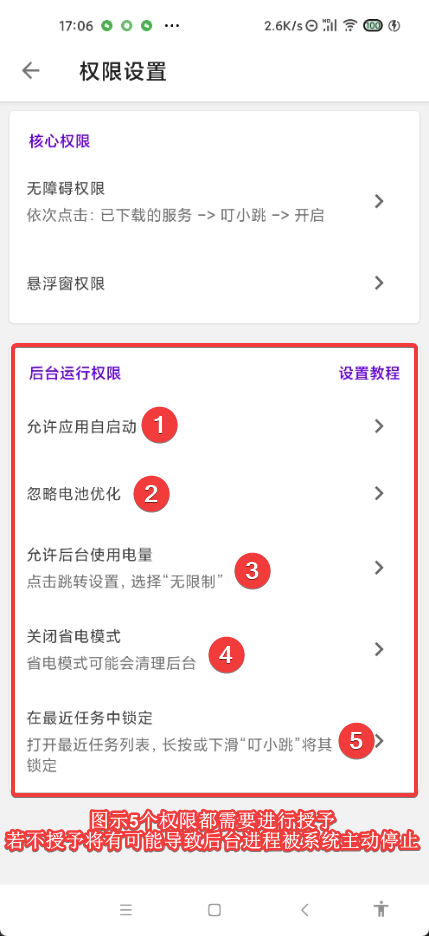 17:06 ••• 2.6K/s HD 100
权限设置
核心权限
无障碍权限
依次点击: 已下载的服务 -> 叮小跳 -> 开启
悬浮窗权限
后台运行权限 设置教程
允许应用自启动 1
忽略电池优化 2
允许后台使用电量
点击跳转设置，选择“无限制” 3
关闭省电模式
省电模式可能会清理后台 4
在最近任务中锁定
打开最近任务列表，长按或下滑“叮小跳”将其 5
锁定
图示5个权限都需要进行授予
若不授予将有可能导致后台进程被系统主动停止